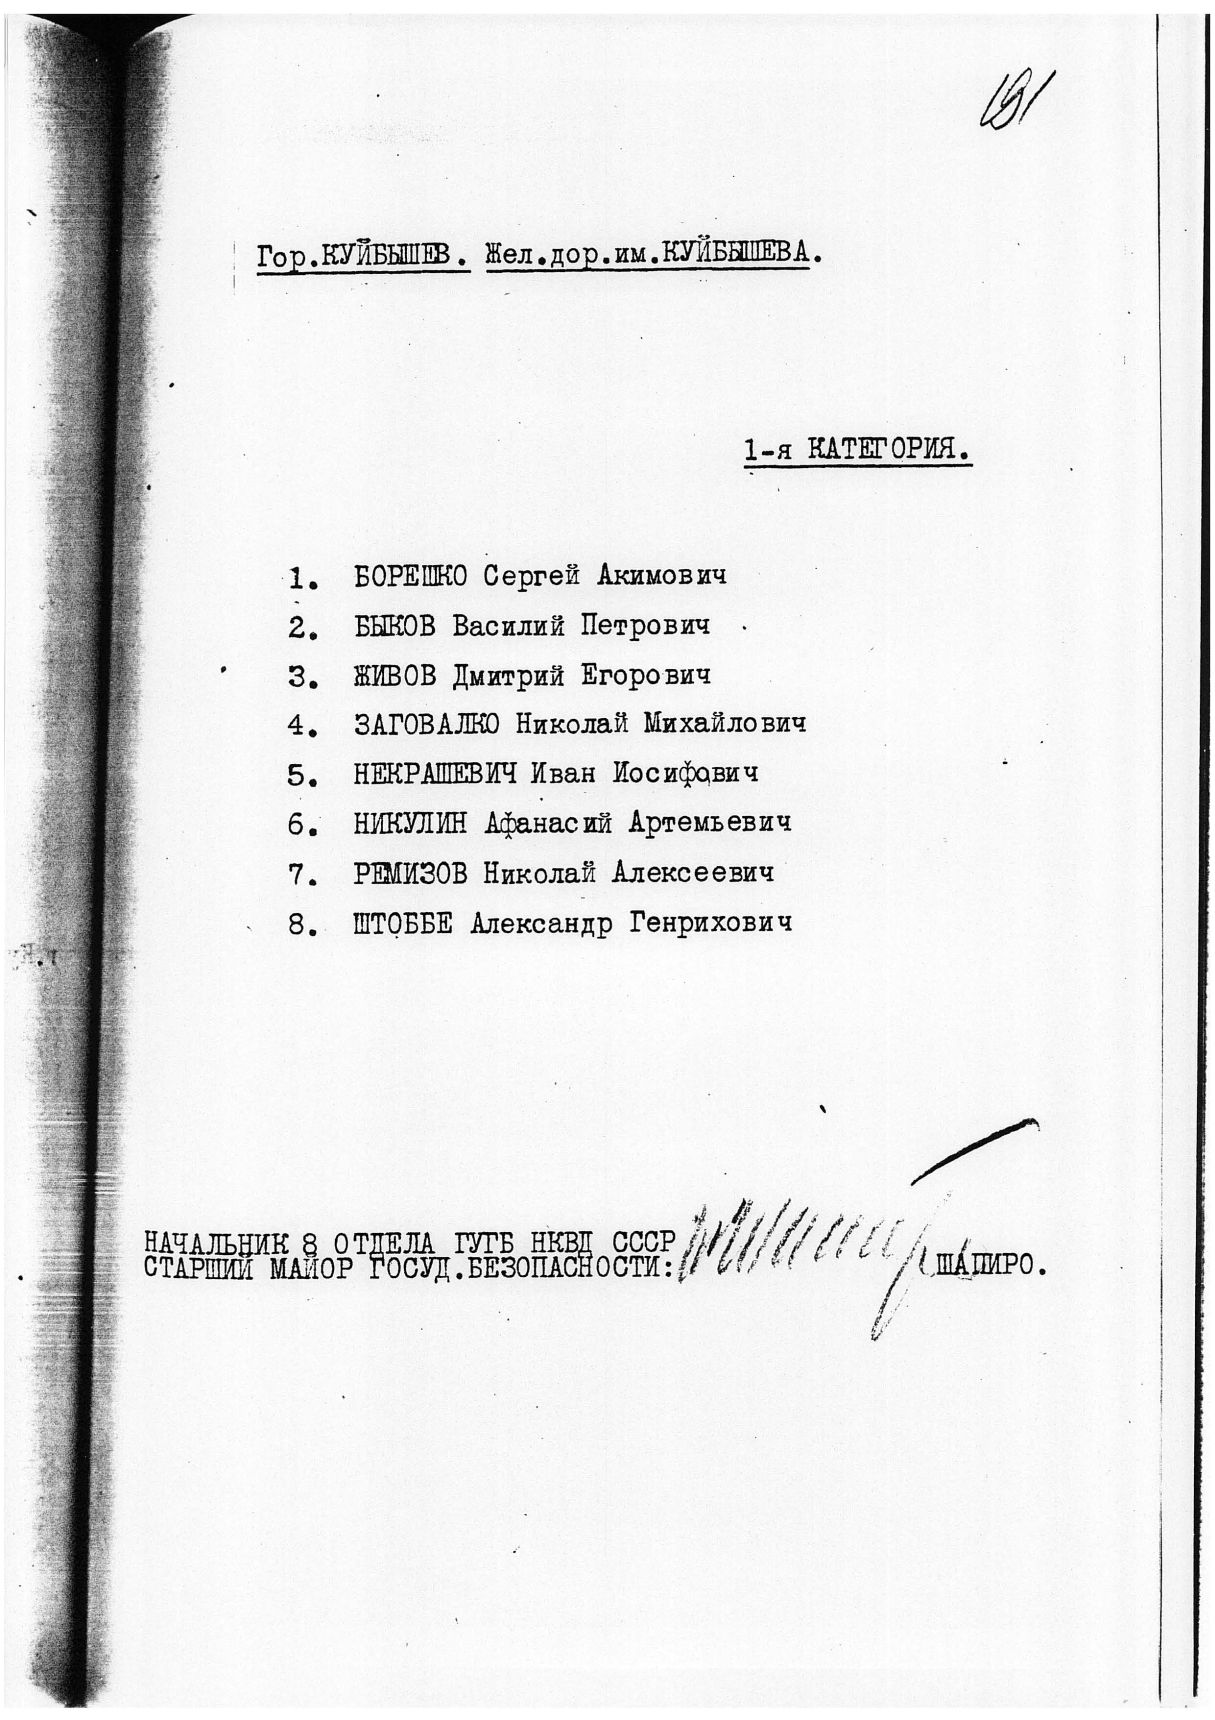 191
Гор.КУЙБЫШЕВ. Жел.дор.им.КУЙБЫШЕВА.
1-я КАТЕГОРИЯ.
1. БОРЕШКО Сергей Акимович
2. БЫКОВ Василий Петрович
3. ЖИВОВ Дмитрий Егорович
4. ЗАГОВАЛКО Николай Михайлович
5. НЕКРАШЕВИЧ Иван Иосифович
6. НИКУЛИН Афанасий Артемьевич
7. РЕМИЗОВ Николай Алексеевич
8. ШТОББЕ Александр Генрихович
НАЧАЛЬНИК 8 ОТДЕЛА ГУГБ НКВД СССР
СТАРШИЙ МАЙОР ГОСУД.БЕЗОПАСНОСТИ: ШАПИРО.